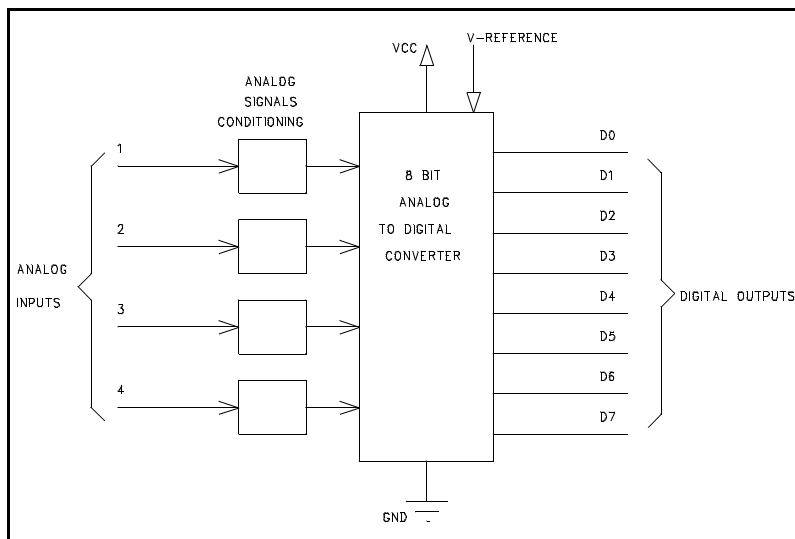 VCC
V-REFERENCE
ANALOG
SIGNALS
CONDITIONING
1
2
3
4
ANALOG
INPUTS
8 BIT
ANALOG
TO DIGITAL
CONVERTER
D0
D1
D2
D3
D4
D5
D6
D7
DIGITAL OUTPUTS
GND